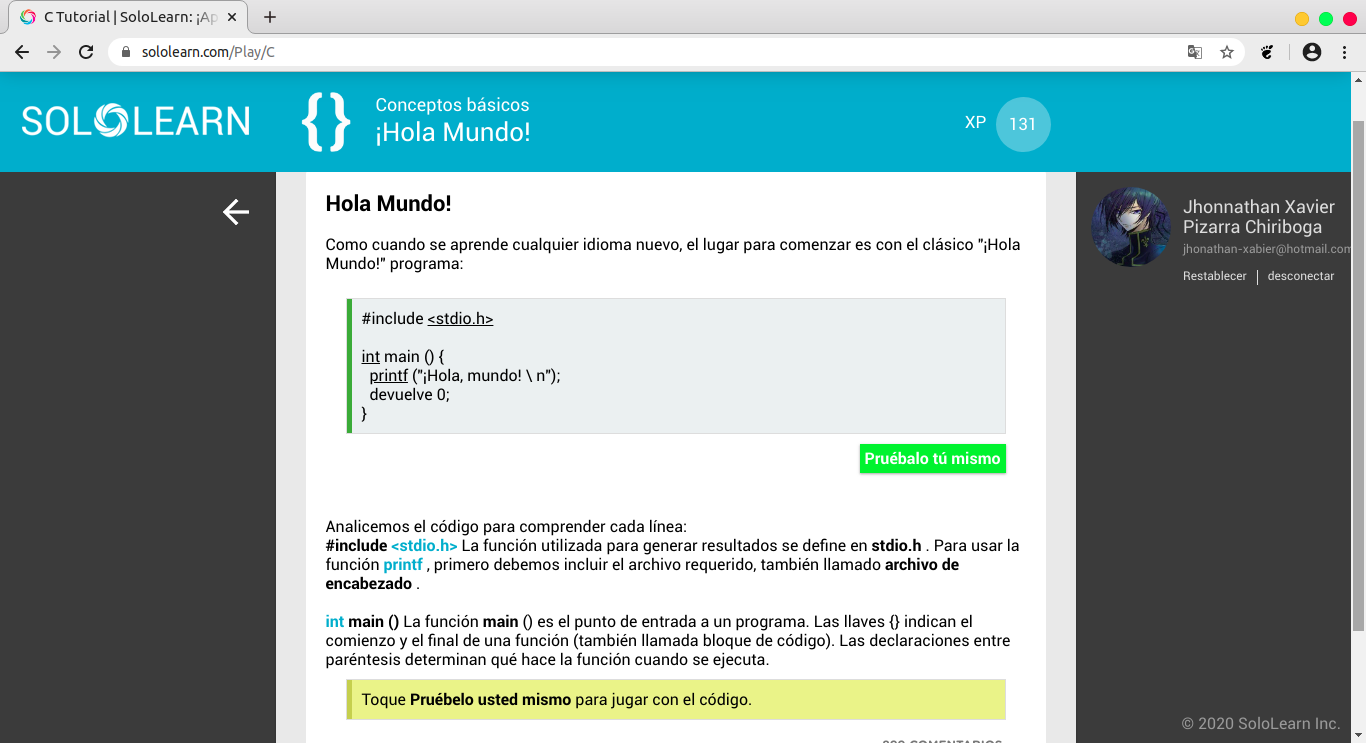 C Tutorial | SoloLearn: ¡Ap
sololearn.com/Play/C
SOLOLEARN
{}
Conceptos básicos
¡Hola Mundo!
XP 131
Jhonnathan Xavier
Pizarra Chiriboga
jhonathan-xabier@hotmail.com
Restablecer | desconectar
Hola Mundo!
Como cuando se aprende cualquier idioma nuevo, el lugar para comenzar es con el clásico "¡Hola
Mundo!" programa:
#include <stdio.h>
int main () {
printf ("¡Hola, mundo! \ n");
devuelve 0;
}
Pruébalo tú mismo
Analicemos el código para comprender cada línea:
#include <stdio.h> La función utilizada para generar resultados se define en stdio.h . Para usar la
función printf , primero debemos incluir el archivo requerido, también llamado archivo de
encabezado .
int main () La función main () es el punto de entrada a un programa. Las llaves {} indican el
comienzo y el final de una función (también llamada bloque de código). Las declaraciones entre
paréntesis determinan qué hace la función cuando se ejecuta.
Toque Pruébelo usted mismo para jugar con el código.
COMENTARIOS
© 2020 SoloLearn Inc.